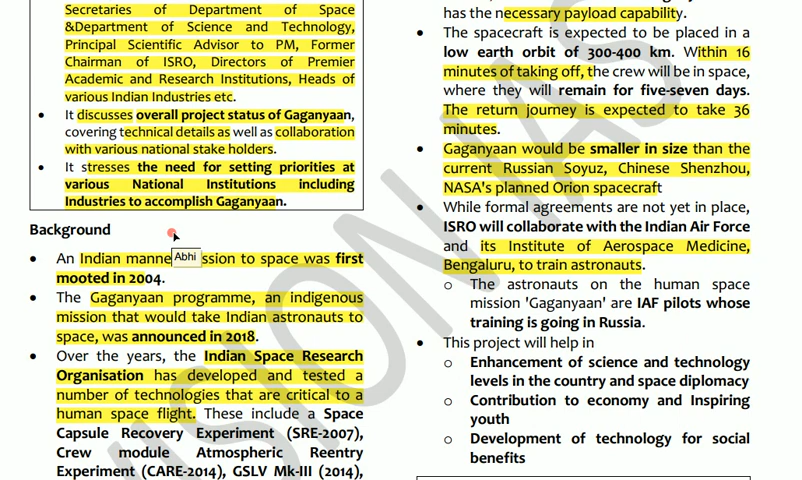 Secretaries of Department of Space
&Department of Science and Technology,
Principal Scientific Advisor to PM, Former
Chairman of ISRO, Directors of Premier
Academic and Research Institutions, Heads of
various Indian Industries etc.
• It discusses overall project status of Gaganyaan,
covering technical details as well as collaboration
with various national stake holders.
• It stresses the need for setting priorities at
various National Institutions including
Industries to accomplish Gaganyaan.
Background
• An Indian manne Abhi ssion to space was first
mooted in 2004.
• The Gaganyaan programme, an indigenous
mission that would take Indian astronauts to
space, was announced in 2018.
• Over the years, the Indian Space Research
Organisation has developed and tested a
number of technologies that are critical to a
human space flight. These include a Space
Capsule Recovery Experiment (SRE-2007),
Crew module Atmospheric Reentry
Experiment (CARE-2014), GSLV Mk-III (2014),
has the necessary payload capability.
• The spacecraft is expected to be placed in a
low earth orbit of 300-400 km. Within 16
minutes of taking off, the crew will be in space,
where they will remain for five-seven days.
The return journey is expected to take 36
minutes.
• Gaganyaan would be smaller in size than the
current Russian Soyuz, Chinese Shenzhou,
NASA's planned Orion spacecraft
• While formal agreements are not yet in place,
ISRO will collaborate with the Indian Air Force
and its Institute of Aerospace Medicine,
Bengaluru, to train astronauts.
o The astronauts on the human space
mission 'Gaganyaan' are IAF pilots whose
training is going in Russia.
• This project will help in
o Enhancement of science and technology
levels in the country and space diplomacy
o Contribution to economy and Inspiring
youth
o Development of technology for social
benefits
VISION IAS